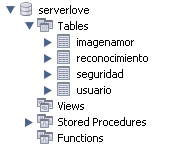 serverlove
Tables
imagenamor
reconocimiento
seguridad
usuario
Views
Stored Procedures
Functions